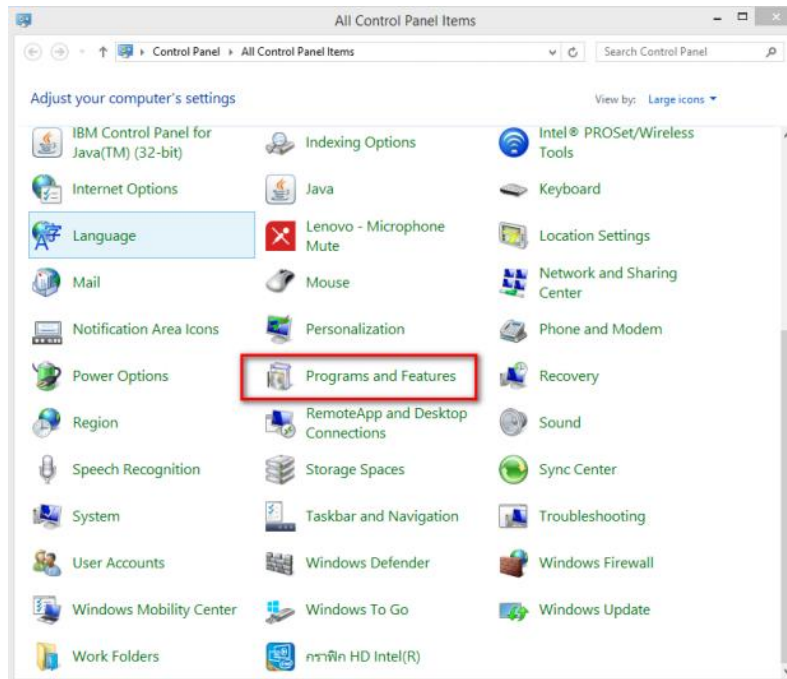 All Control Panel Items
Control Panel All Control Panel Items
Search Control Panel
Adjust your computer's settings
View by: Large icons
IBM Control Panel for
Java(TM) (32-bit)
Indexing Options
Intel® PROSet/Wireless
Tools
Internet Options
Java
Keyboard
Language
Lenovo - Microphone
Mute
Location Settings
Mail
Mouse
Network and Sharing
Center
Notification Area Icons
Personalization
Phone and Modem
Power Options
Programs and Features
Recovery
Region
RemoteApp and Desktop
Connections
Sound
Speech Recognition
Storage Spaces
Sync Center
System
Taskbar and Navigation
Troubleshooting
User Accounts
Windows Defender
Windows Firewall
Windows Mobility Center
Windows To Go
Windows Update
Work Folders
กราฟิก HD Intel(R)